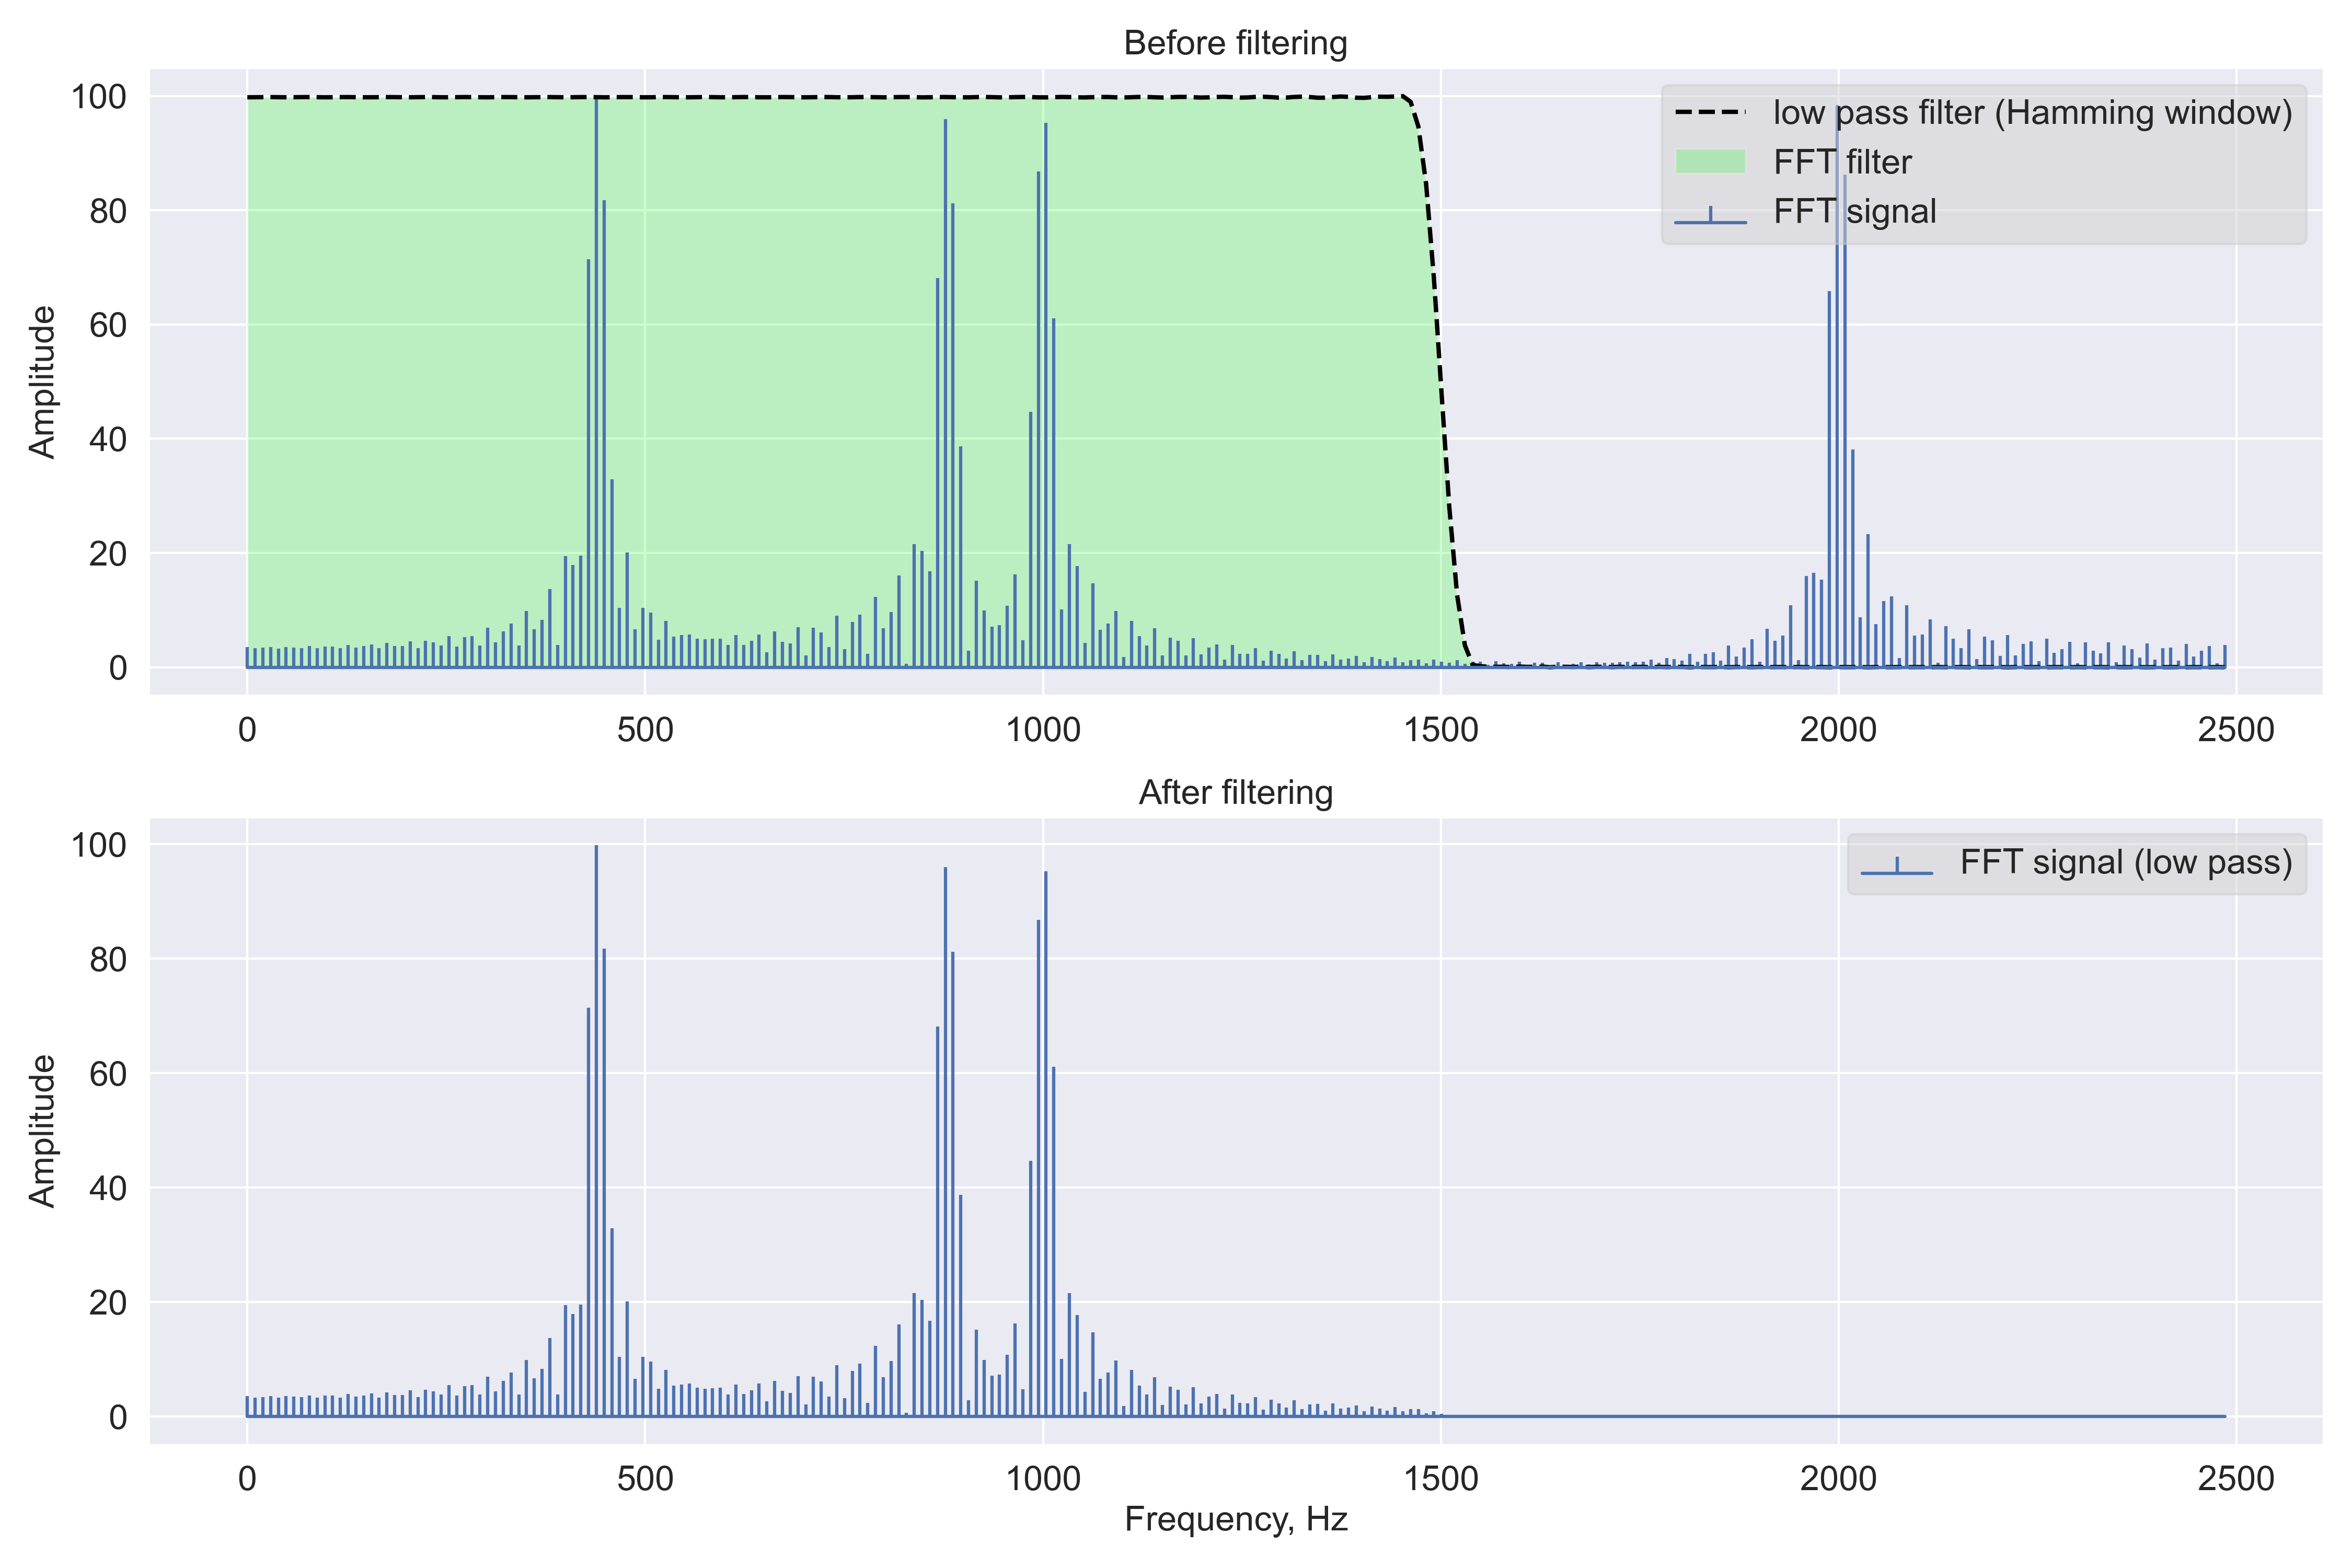 Before filtering
100
80
60
40
20
0
Amplitude
low pass filter (Hamming window)
FFT filter
FFT signal
0 500 1000 1500 2000 2500
After filtering
100
80
60
40
20
0
Amplitude
FFT signal (low pass)
0 500 1000 1500 2000 2500
Frequency, Hz